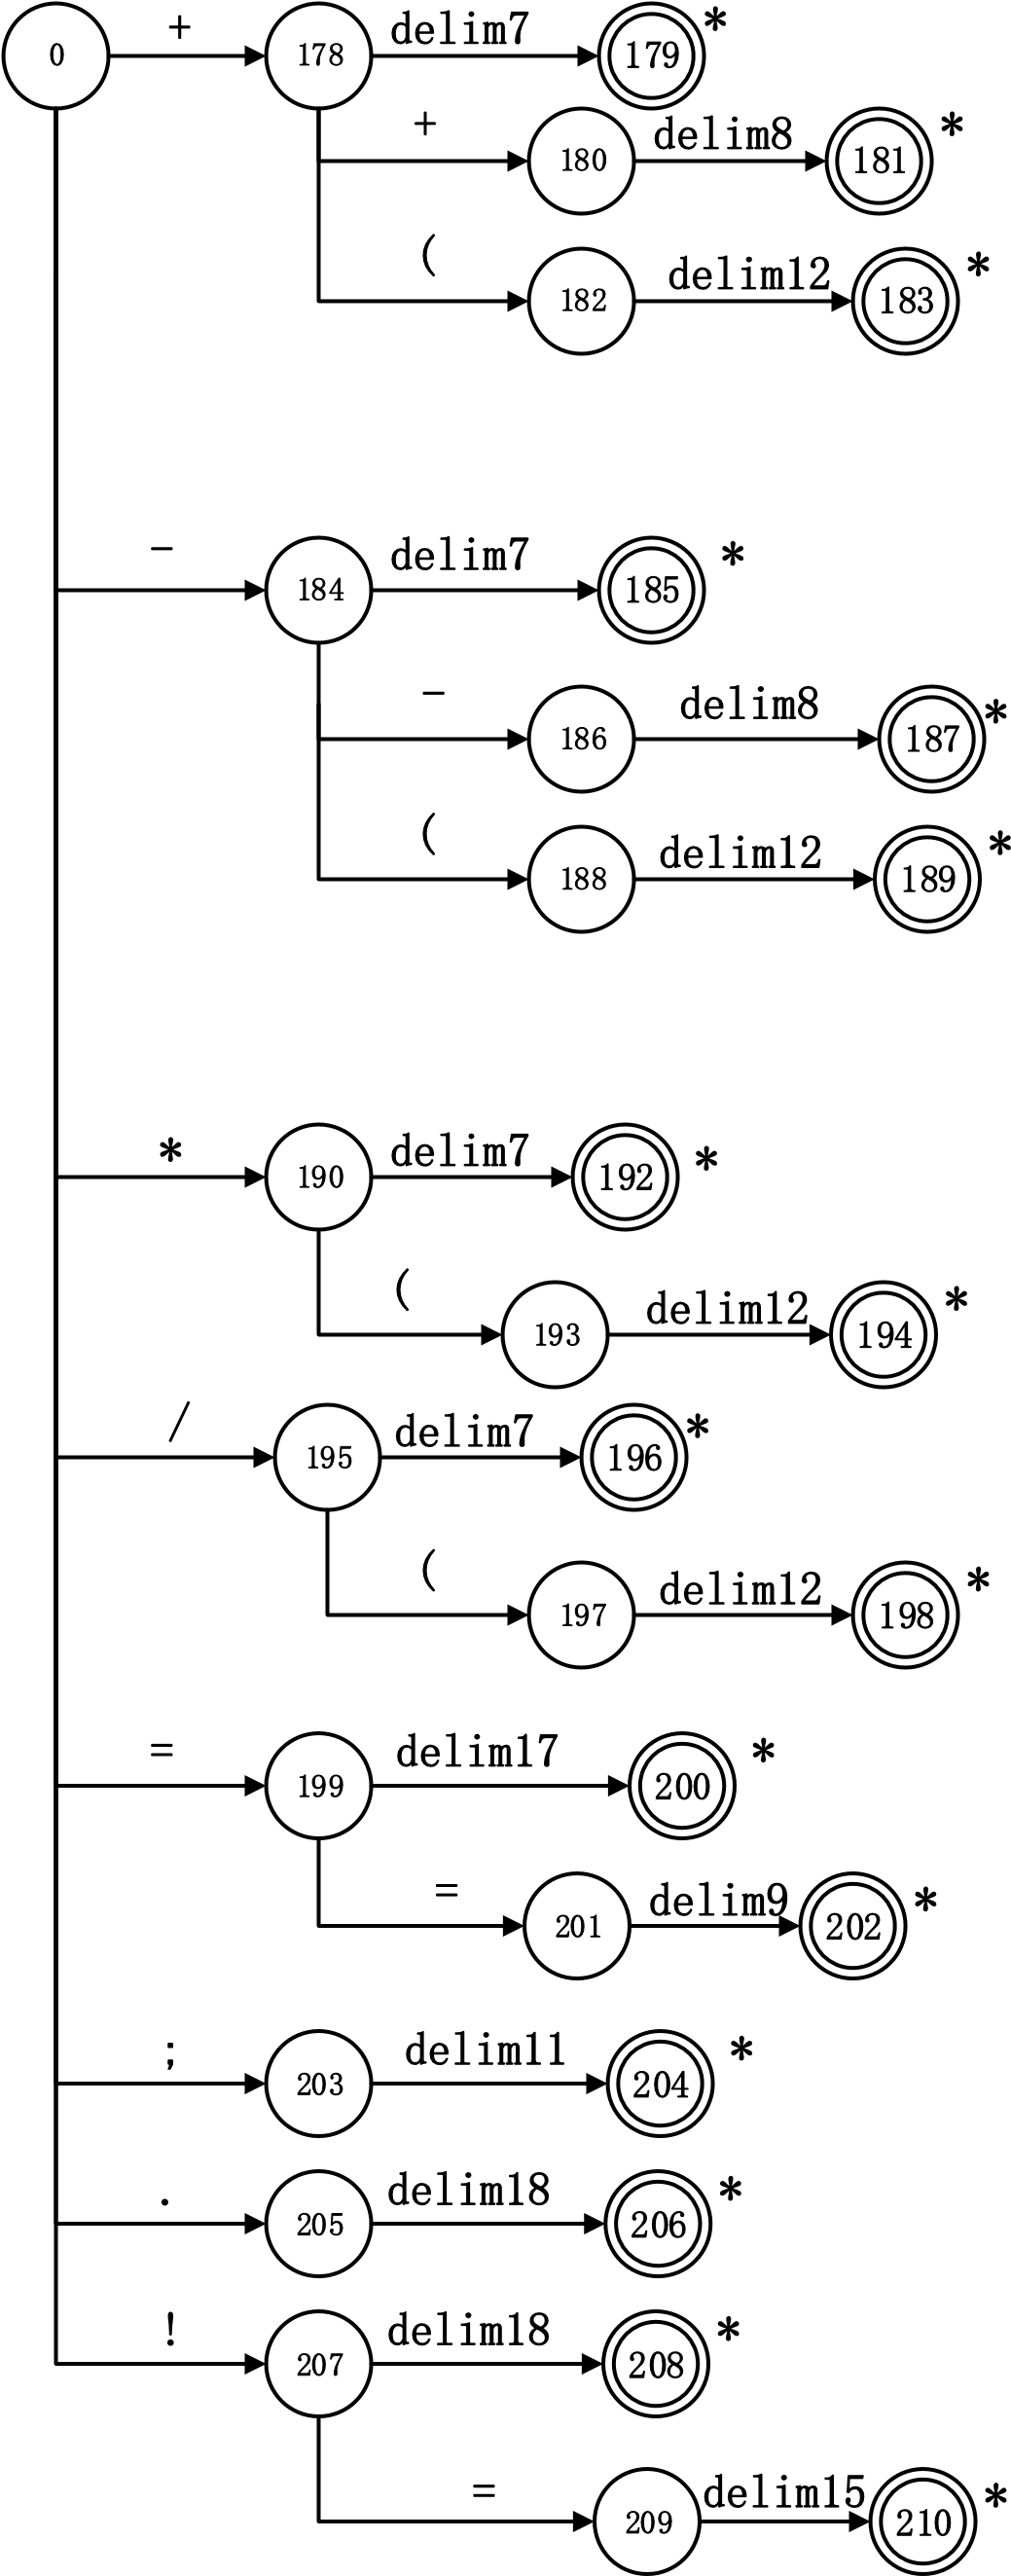 0 + 178 delim7 179 *
+ 180 delim8 181 *
( 182 delim12 183 *
- 184 delim7 185 *
- 186 delim8 187 *
( 188 delim12 189 *
* 190 delim7 192 *
( 193 delim12 194 *
/ 195 delim7 196 *
( 197 delim12 198 *
= 199 delim17 200 *
= 201 delim9 202 *
; 203 delim11 204 *
. 205 delim18 206 *
! 207 delim18 208 *
= 209 delim15 210 *